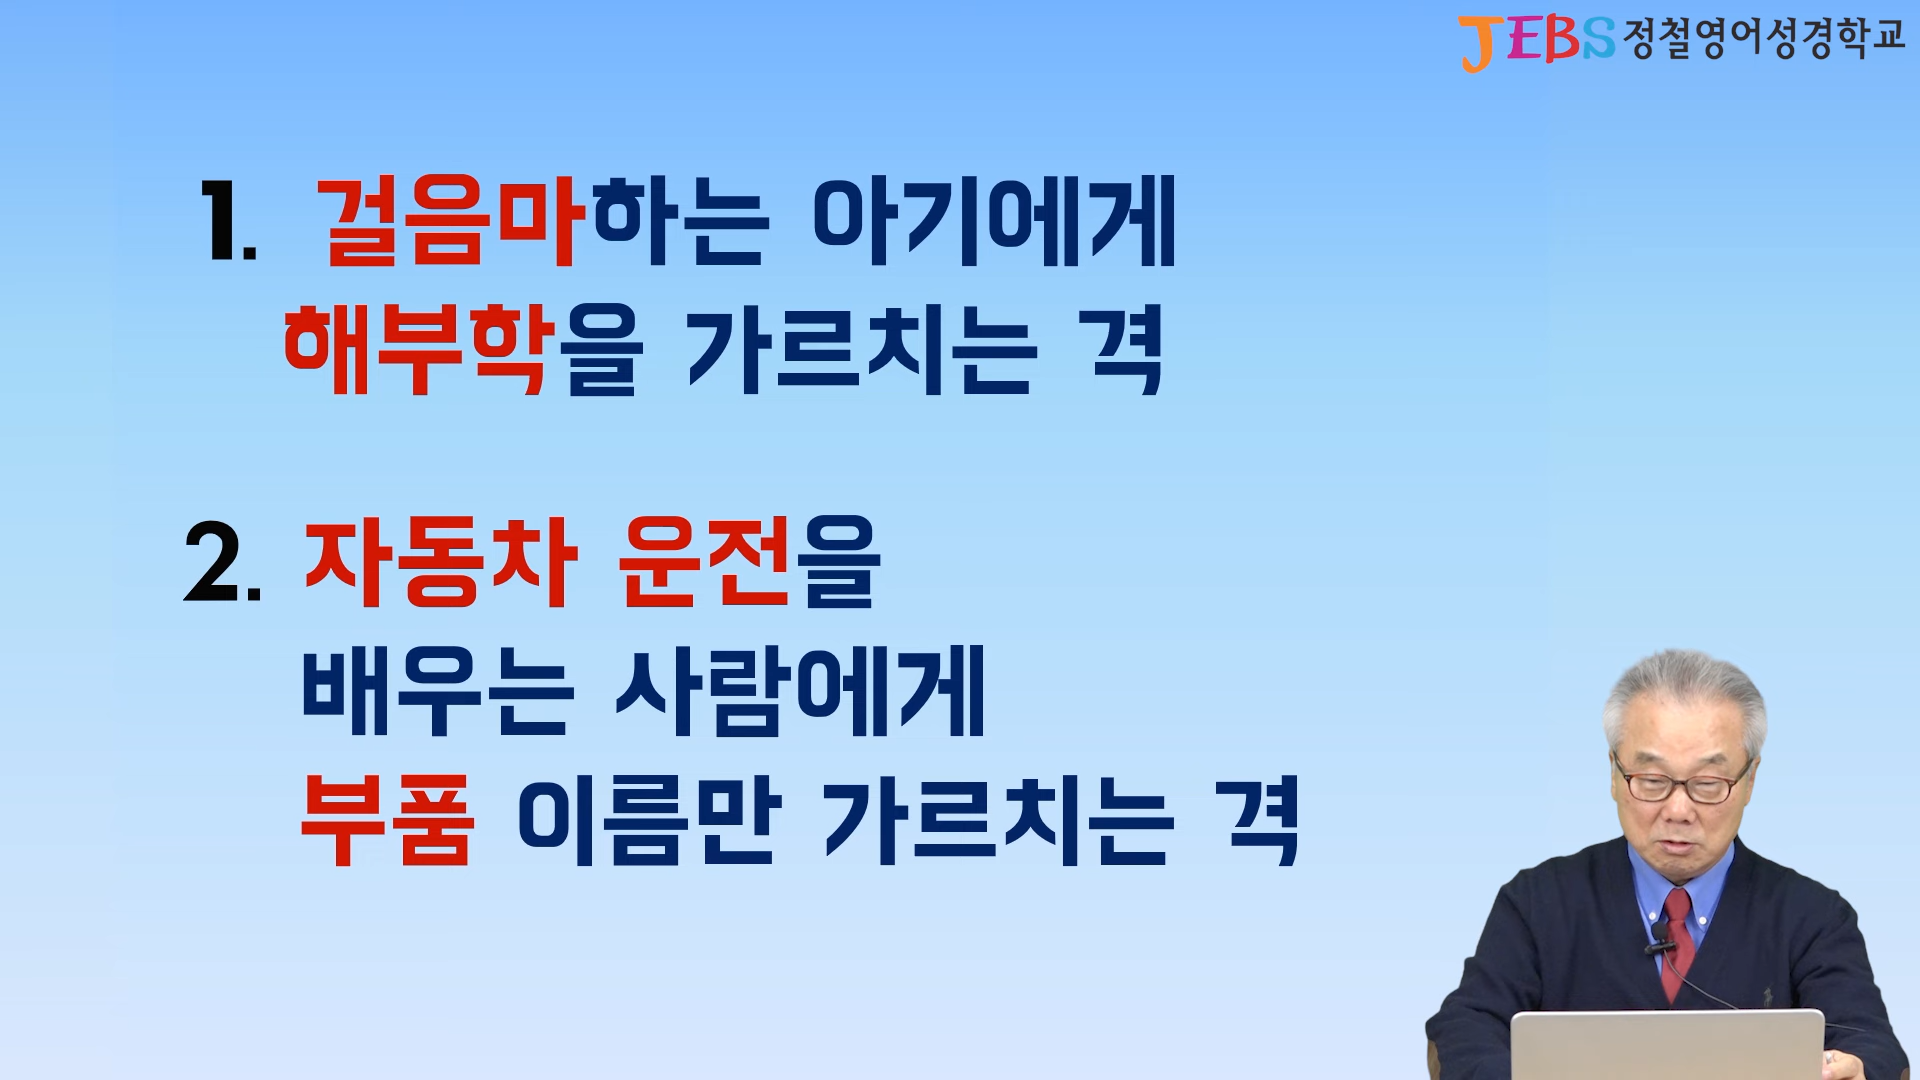 JEBS 정철영어성경학교
1. 걸음마하는 아기에게
해부학을 가르치는 격
2. 자동차 운전을
배우는 사람에게
부품 이름만 가르치는 격